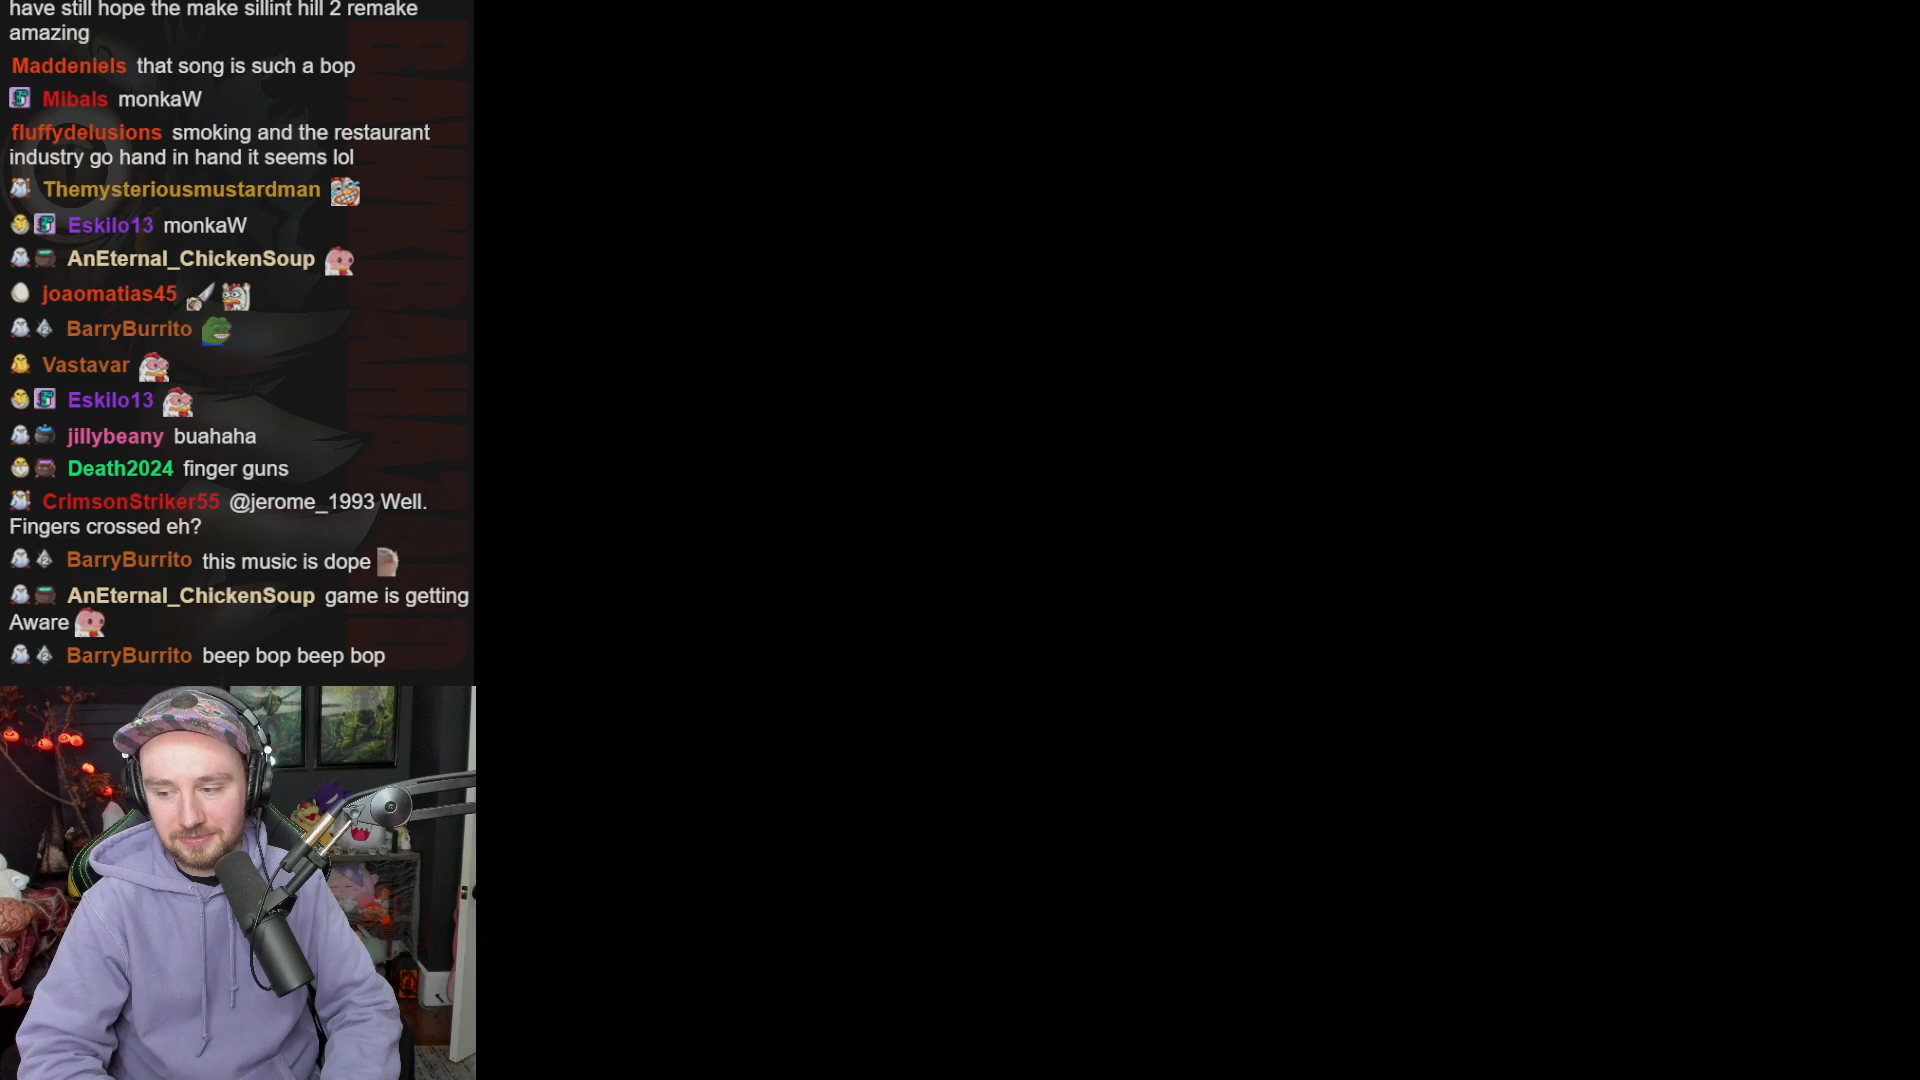 have still hope the make sillint hill 2 remake
amazing
Maddeniels that song is such a bop
Mibals monkaW
fluffydelusions smoking and the restaurant
industry go hand in hand it seems lol
Themysteriousmustardman
Eskilo13 monkaW
AnEternal_ChickenSoup
joaomatias45
BarryBurrito
Vastavar
Eskilo13
jillybeany buahaha
Death2024 finger guns
CrimsonStriker55 @jerome_1993 Well.
Fingers crossed eh?
BarryBurrito this music is dope
AnEternal_ChickenSoup game is getting
Aware
BarryBurrito beep bop beep bop